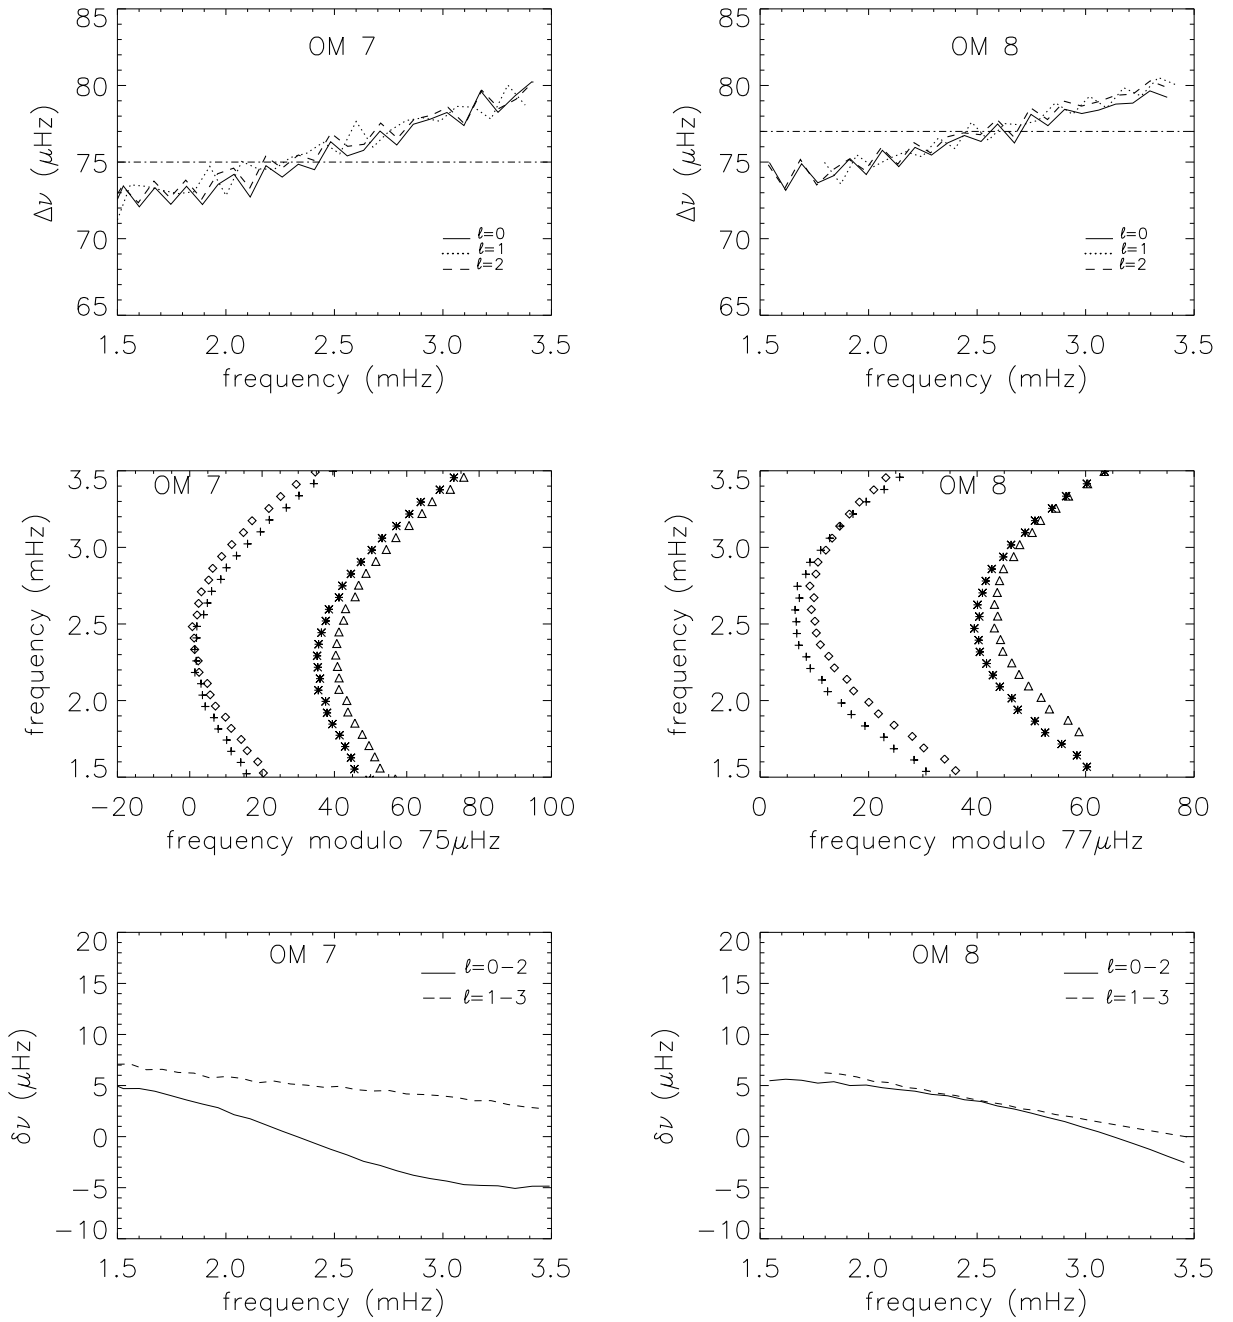 OM 7
Δν (μHz)
85
80
75
70
65
ℓ=0
ℓ=1
ℓ=2
1.5 2.0 2.5 3.0 3.5
frequency (mHz)
OM 8
Δν (μHz)
85
80
75
70
65
ℓ=0
ℓ=1
ℓ=2
1.5 2.0 2.5 3.0 3.5
frequency (mHz)
OM 7
frequency (mHz)
3.5
3.0
2.5
2.0
1.5
−20 0 20 40 60 80 100
frequency modulo 75μHz
OM 8
frequency (mHz)
3.5
3.0
2.5
2.0
1.5
0 20 40 60 80
frequency modulo 77μHz
OM 7
δν (μHz)
20
15
10
5
0
−5
−10
ℓ=0−2
ℓ=1−3
1.5 2.0 2.5 3.0 3.5
frequency (mHz)
OM 8
δν (μHz)
20
15
10
5
0
−5
−10
ℓ=0−2
ℓ=1−3
1.5 2.0 2.5 3.0 3.5
frequency (mHz)